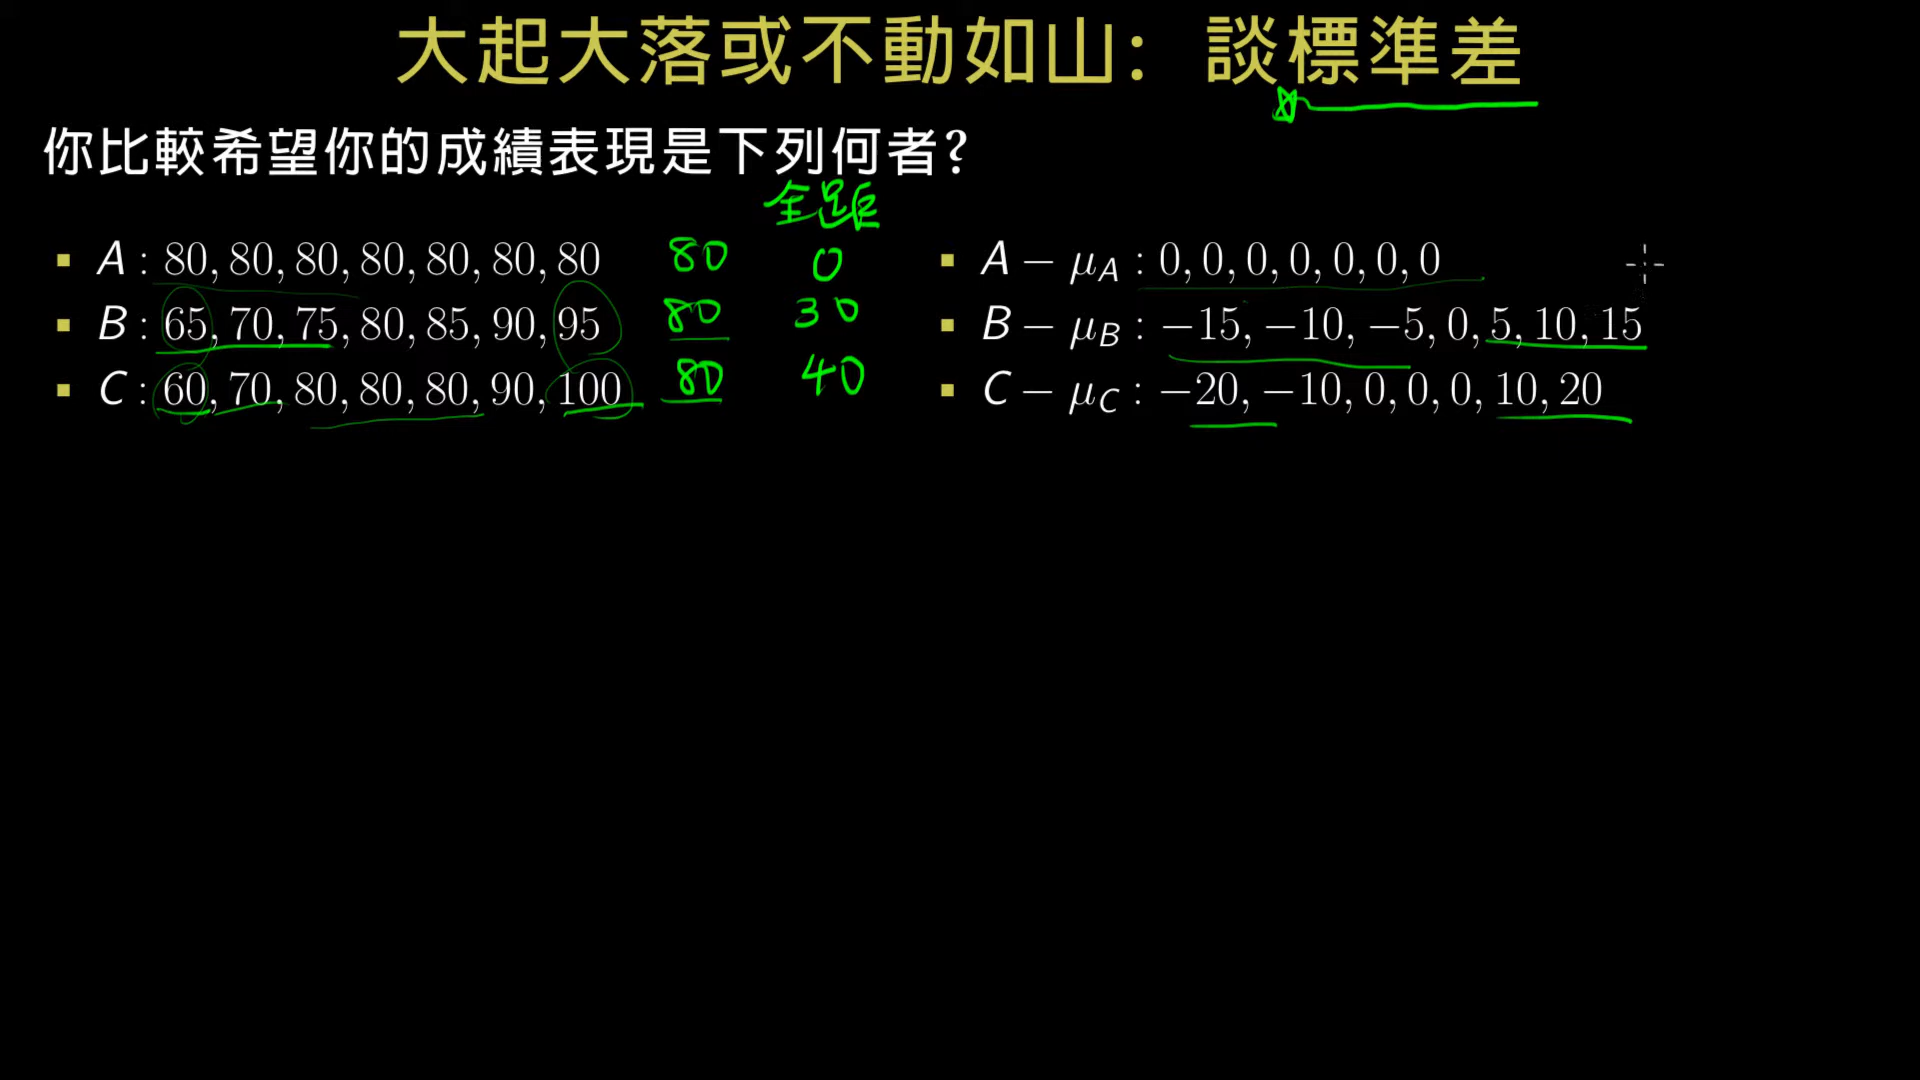 大起大落或不動如山：談標準差
你比較希望你的成績表現是下列何者？
全距
A : 80, 80, 80, 80, 80, 80, 80 80 0
B : 65, 70, 75, 80, 85, 90, 95 80 30
C : 60, 70, 80, 80, 80, 90, 100 80 40
A − μ_A : 0, 0, 0, 0, 0, 0, 0
B − μ_B : −15, −10, −5, 0, 5, 10, 15
C − μ_C : −20, −10, 0, 0, 0, 10, 20